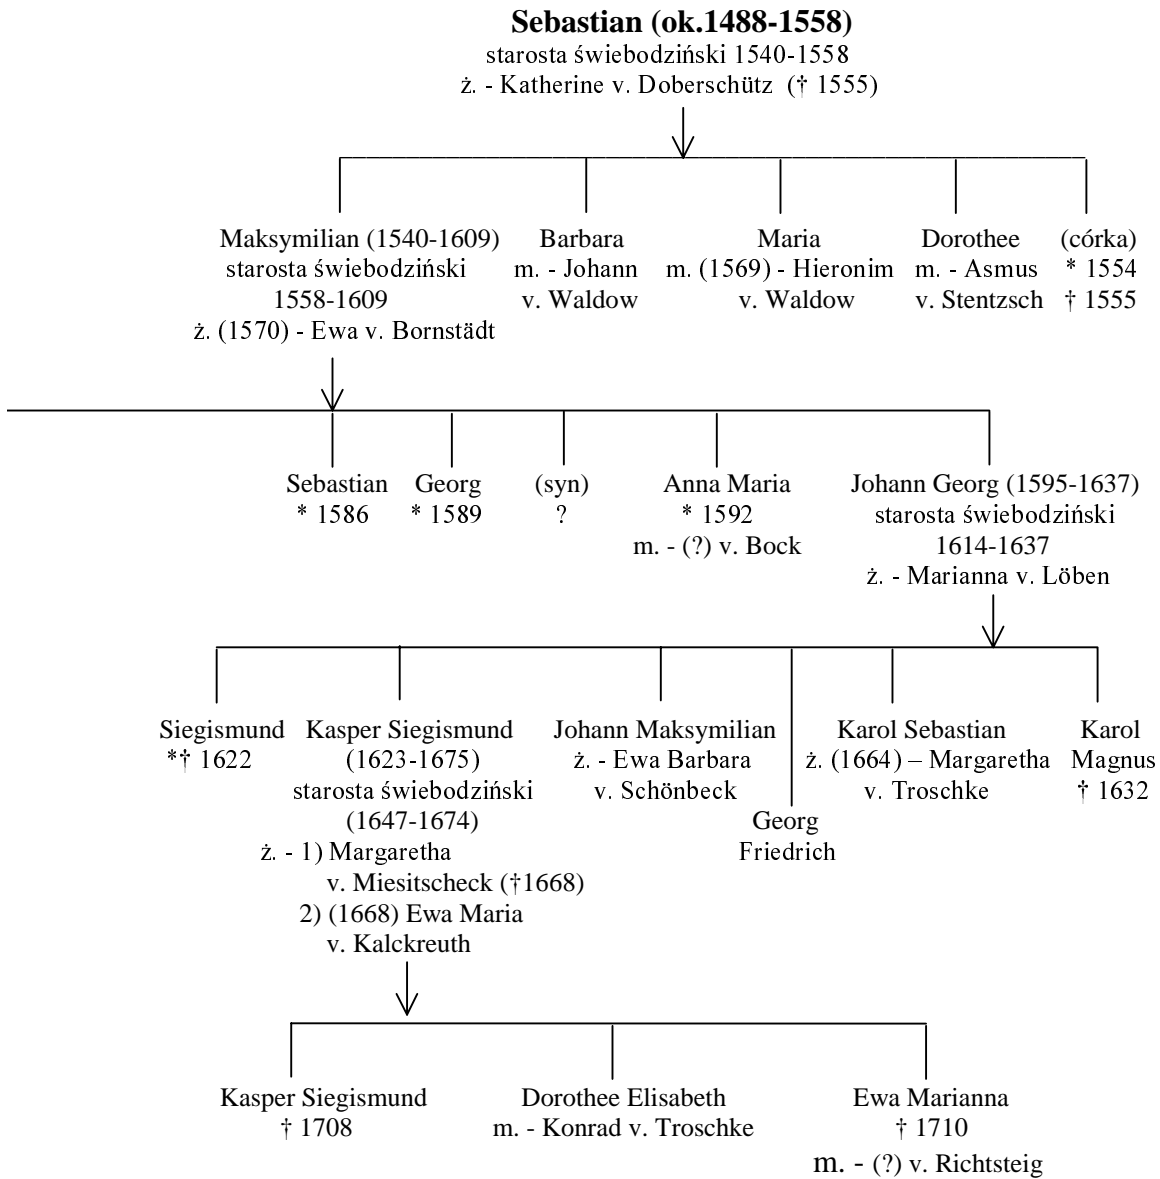 Sebastian (ok.1488-1558)
starosta świebodziński 1540-1558
ż. - Katherine v. Doberschütz († 1555)
Maksymilian (1540-1609)
starosta świebodziński
1558-1609
ż. (1570) - Ewa v. Bornstädt
Barbara
m. - Johann
v. Waldow
Maria
m. (1569) - Hieronim
v. Waldow
Dorothee
m. - Asmus
v. Stentzsch
(córka)
* 1554
† 1555
Sebastian
* 1586
Georg
* 1589
(syn)
?
Anna Maria
* 1592
m. - (?) v. Bock
Johann Georg (1595-1637)
starosta świebodziński
1614-1637
ż. - Marianna v. Löben
Siegismund
*† 1622
Kasper Siegismund
(1623-1675)
starosta świebodziński
(1647-1674)
ż. - 1) Margaretha
v. Miesitscheck (†1668)
2) (1668) Ewa Maria
v. Kalckreuth
Johann Maksymilian
ż. - Ewa Barbara
v. Schönbeck
Georg
Friedrich
Karol Sebastian
ż. (1664) – Margaretha
v. Troschke
Karol
Magnus
† 1632
Kasper Siegismund
† 1708
Dorothee Elisabeth
m. - Konrad v. Troschke
Ewa Marianna
† 1710
m. - (?) v. Richtsteig